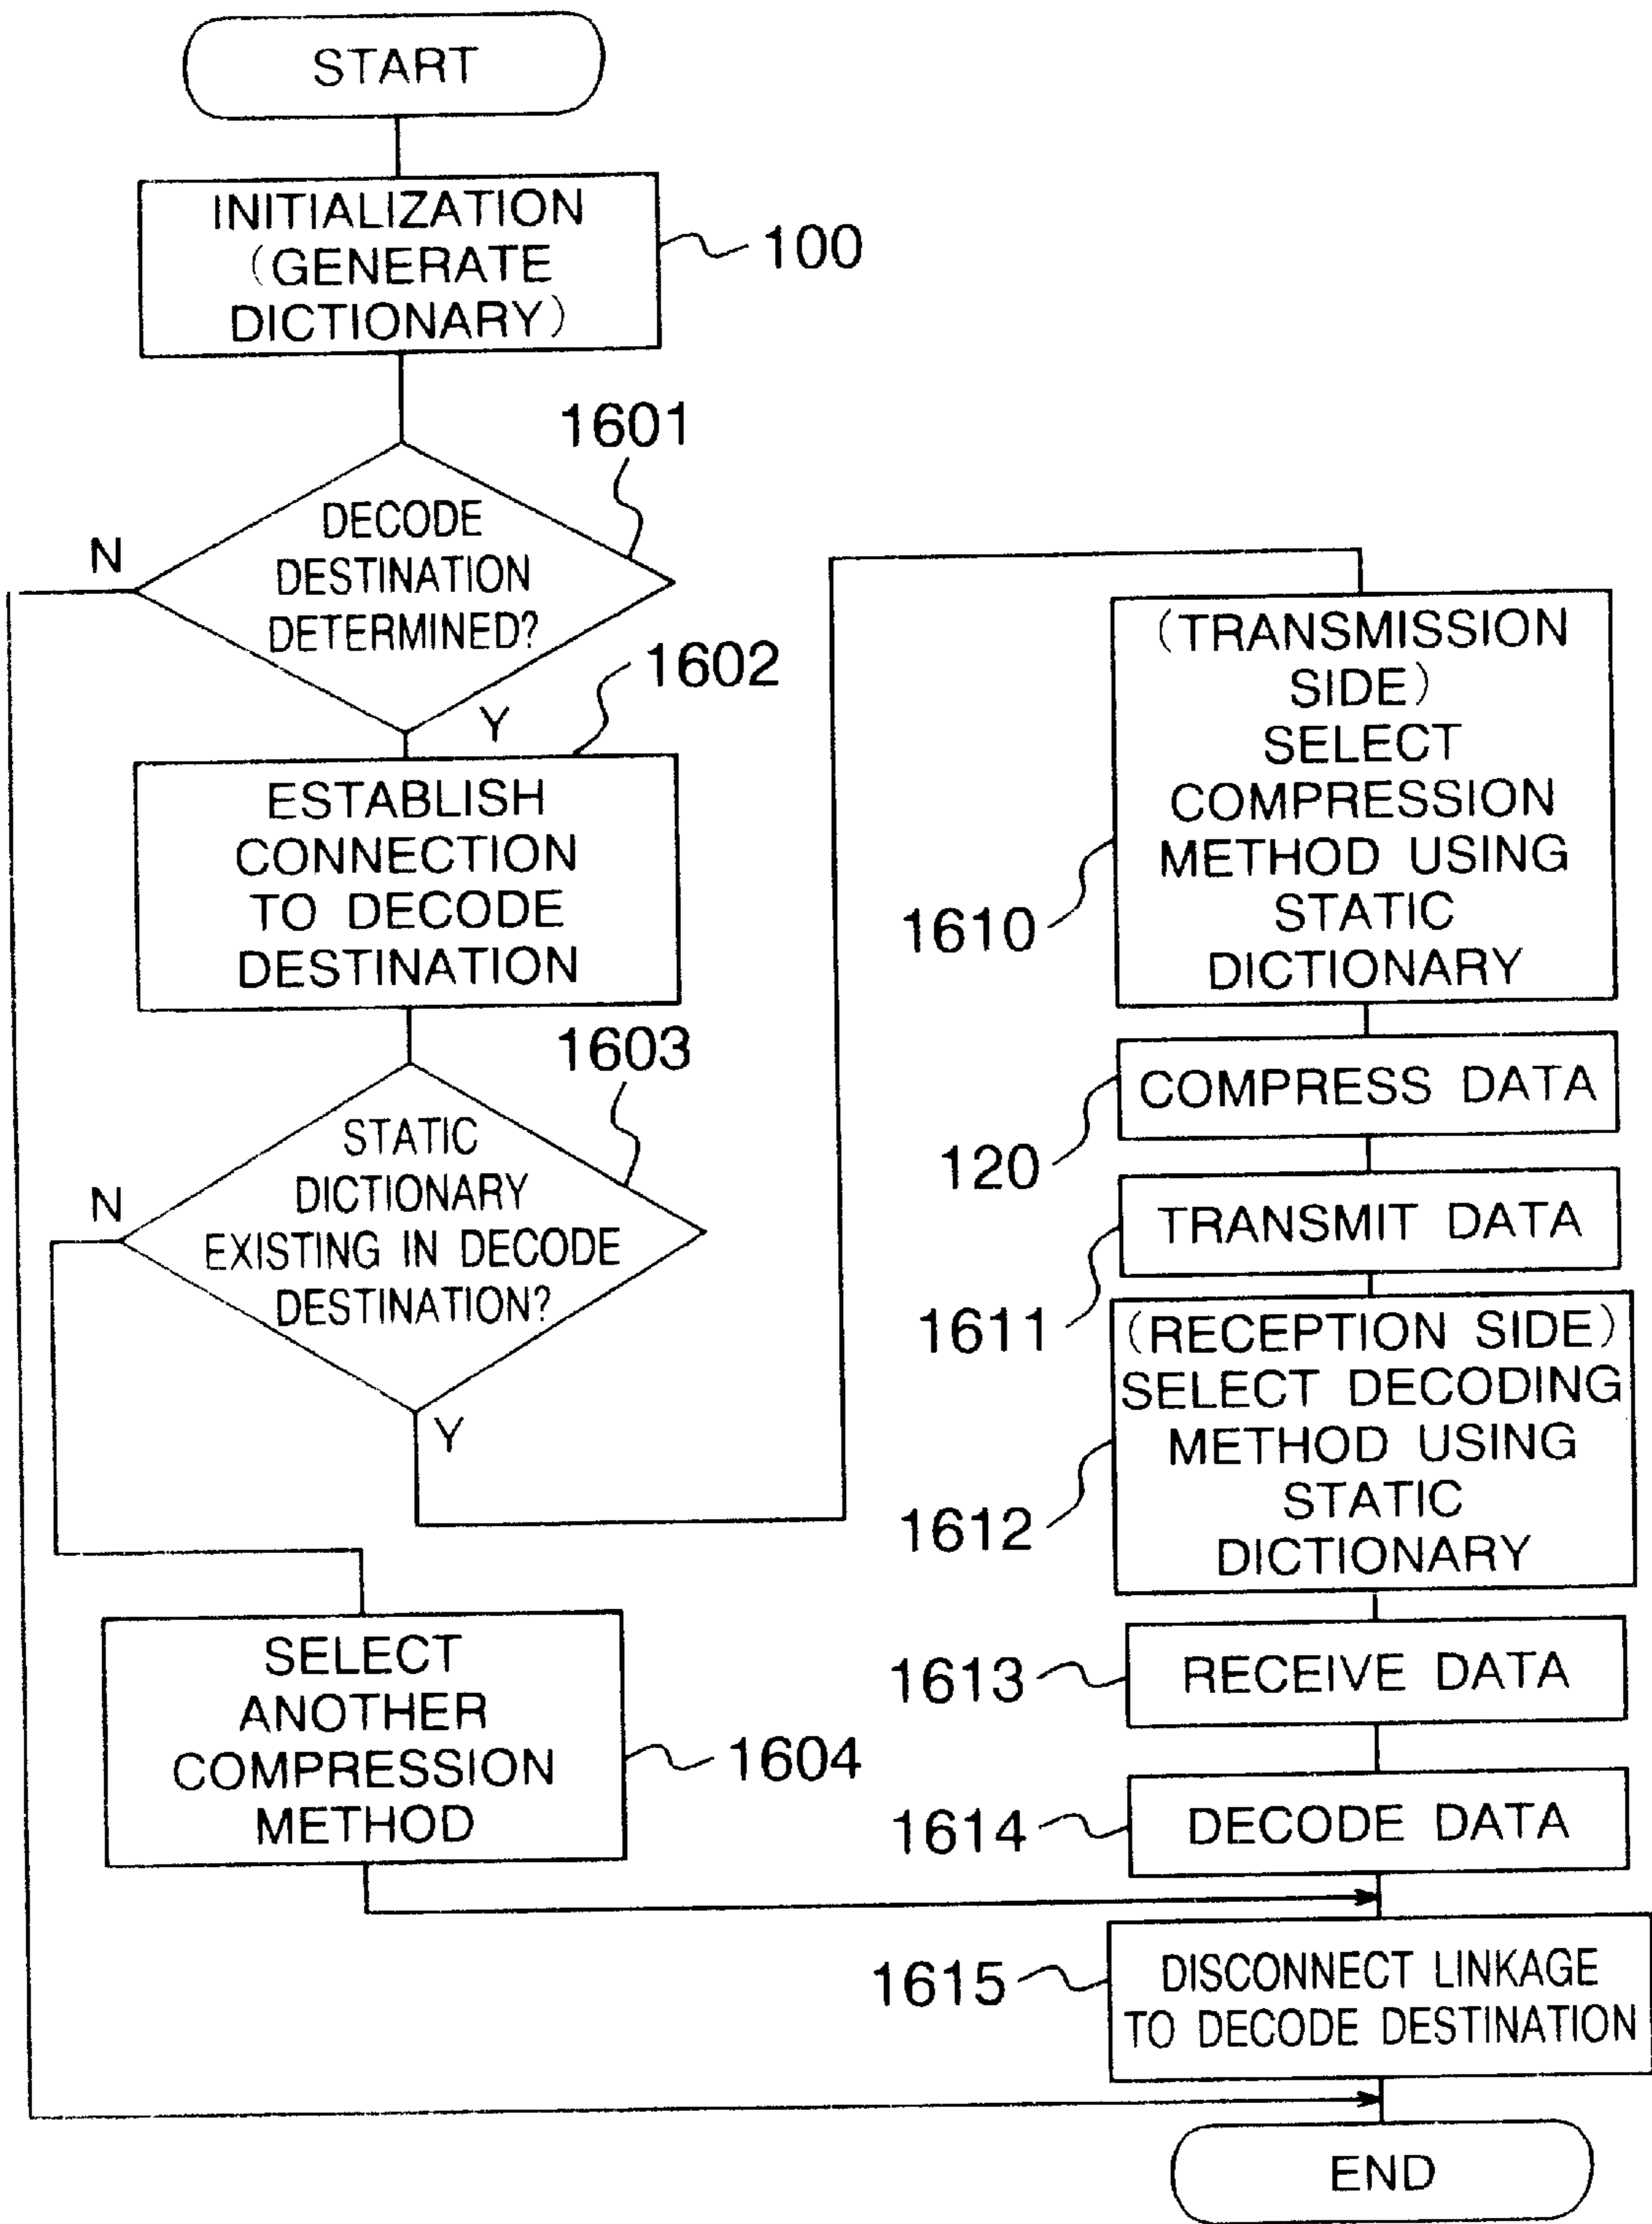 START
INITIALIZATION
(GENERATE
DICTIONARY)
100
1601
DECODE
DESTINATION
DETERMINED?
N
Y
1602
ESTABLISH
CONNECTION
TO DECODE
DESTINATION
1603
STATIC
DICTIONARY
EXISTING IN DECODE
DESTINATION?
N
Y
SELECT
ANOTHER
COMPRESSION
METHOD
1604
(TRANSMISSION
SIDE)
SELECT
COMPRESSION
METHOD USING
STATIC
DICTIONARY
1610
COMPRESS DATA
120
TRANSMIT DATA
1611
(RECEPTION SIDE)
SELECT DECODING
METHOD USING
STATIC
DICTIONARY
1612
RECEIVE DATA
1613
DECODE DATA
1614
DISCONNECT LINKAGE
TO DECODE DESTINATION
1615
END